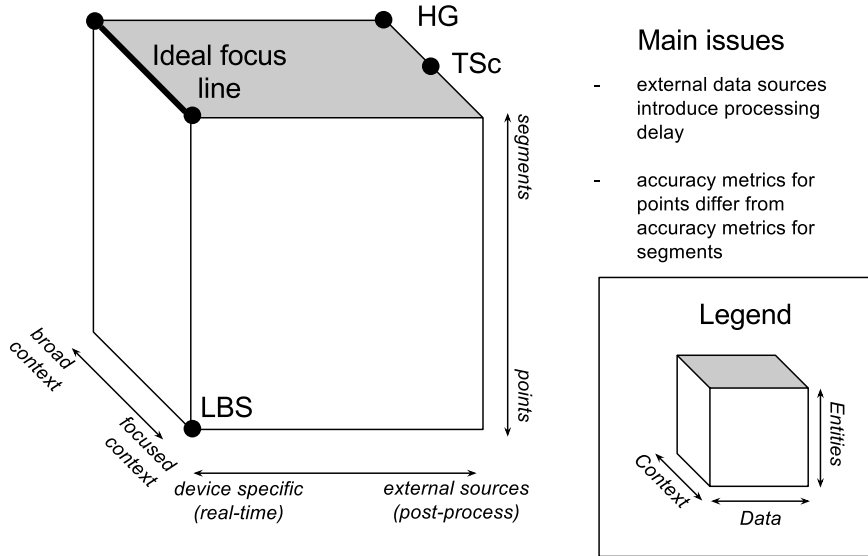 HG
TSc
Ideal focus
line
segments
points
broad
context
focused
context
LBS
device specific
(real-time)
external sources
(post-process)
Main issues
- external data sources
introduce processing
delay
- accuracy metrics for
points differ from
accuracy metrics for
segments
Legend
Entities
Context
Data